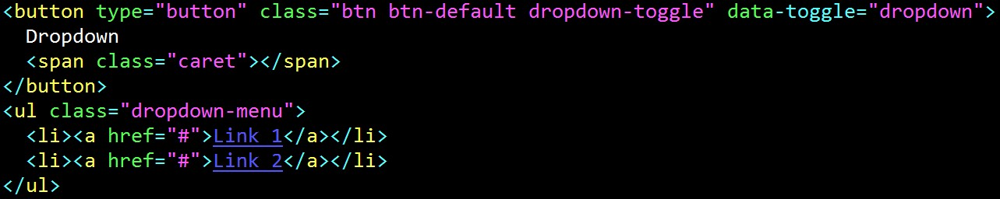 <button type="button" class="btn btn-default dropdown-toggle" data-toggle="dropdown">
  Dropdown
  <span class="caret"></span>
</button>
<ul class="dropdown-menu">
  <li><a href="#">Link 1</a></li>
  <li><a href="#">Link 2</a></li>
</ul>